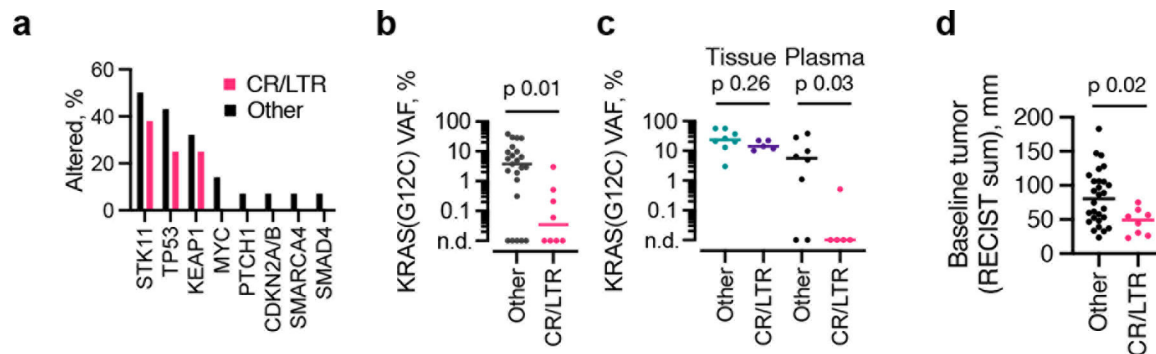 a
60
40
20
0
Altered, %
CR/LTR
Other
STK11
TP53
KEAP1
MYC
PTCH1
CDKN2A/B
SMARCA4
SMAD4
b
KRAS(G12C) VAF, %
p 0.01
100
10
1
0.1
n.d.
Other
CR/LTR
c
KRAS(G12C) VAF, %
Tissue Plasma
p 0.26 p 0.03
100
10
1
0.1
n.d.
Other
CR/LTR
Other
CR/LTR
d
Baseline tumor
(RECIST sum), mm
p 0.02
200
150
100
50
0
Other
CR/LTR